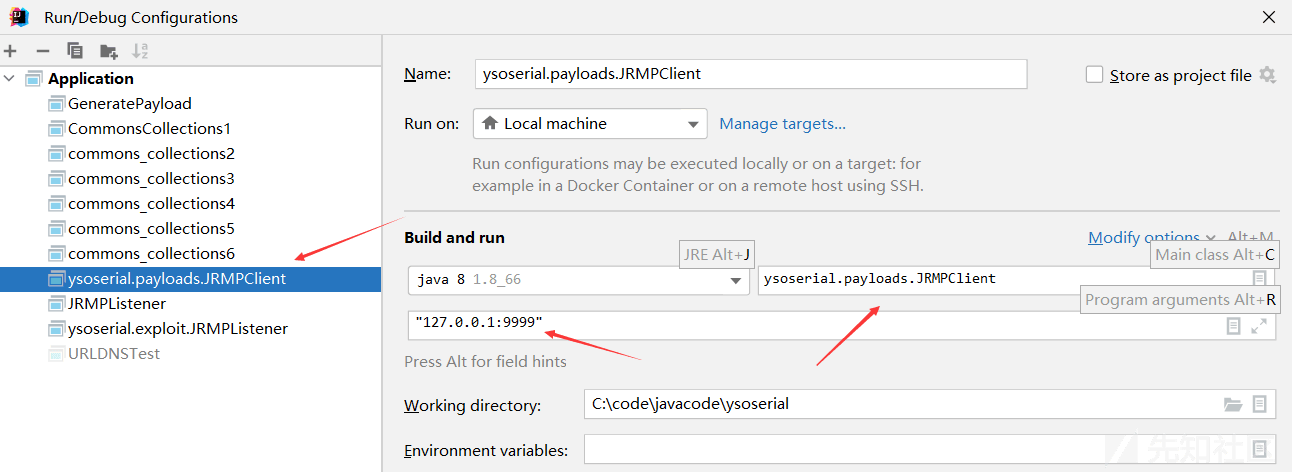 Run/Debug Configurations
Application
GeneratePayload
CommonsCollections1
commons_collections2
commons_collections3
commons_collections4
commons_collections5
commons_collections6
ysoserial.payloads.JRMPClient
JRMPListener
ysoserial.exploit.JRMPListener
URLDNSTest
Name: ysoserial.payloads.JRMPClient Store as project file
Run on: Local machine Manage targets...
Run configurations may be executed locally or on a target: for
example in a Docker Container or on a remote host using SSH.
Build and run Modify options Alt+M
JRE Alt+J Main class Alt+C
java 8 1.8_66 ysoserial.payloads.JRMPClient
Program arguments Alt+R
"127.0.0.1:9999"
Press Alt for field hints
Working directory: C:\code\javacode\ysoserial
Environment variables:
先知社区